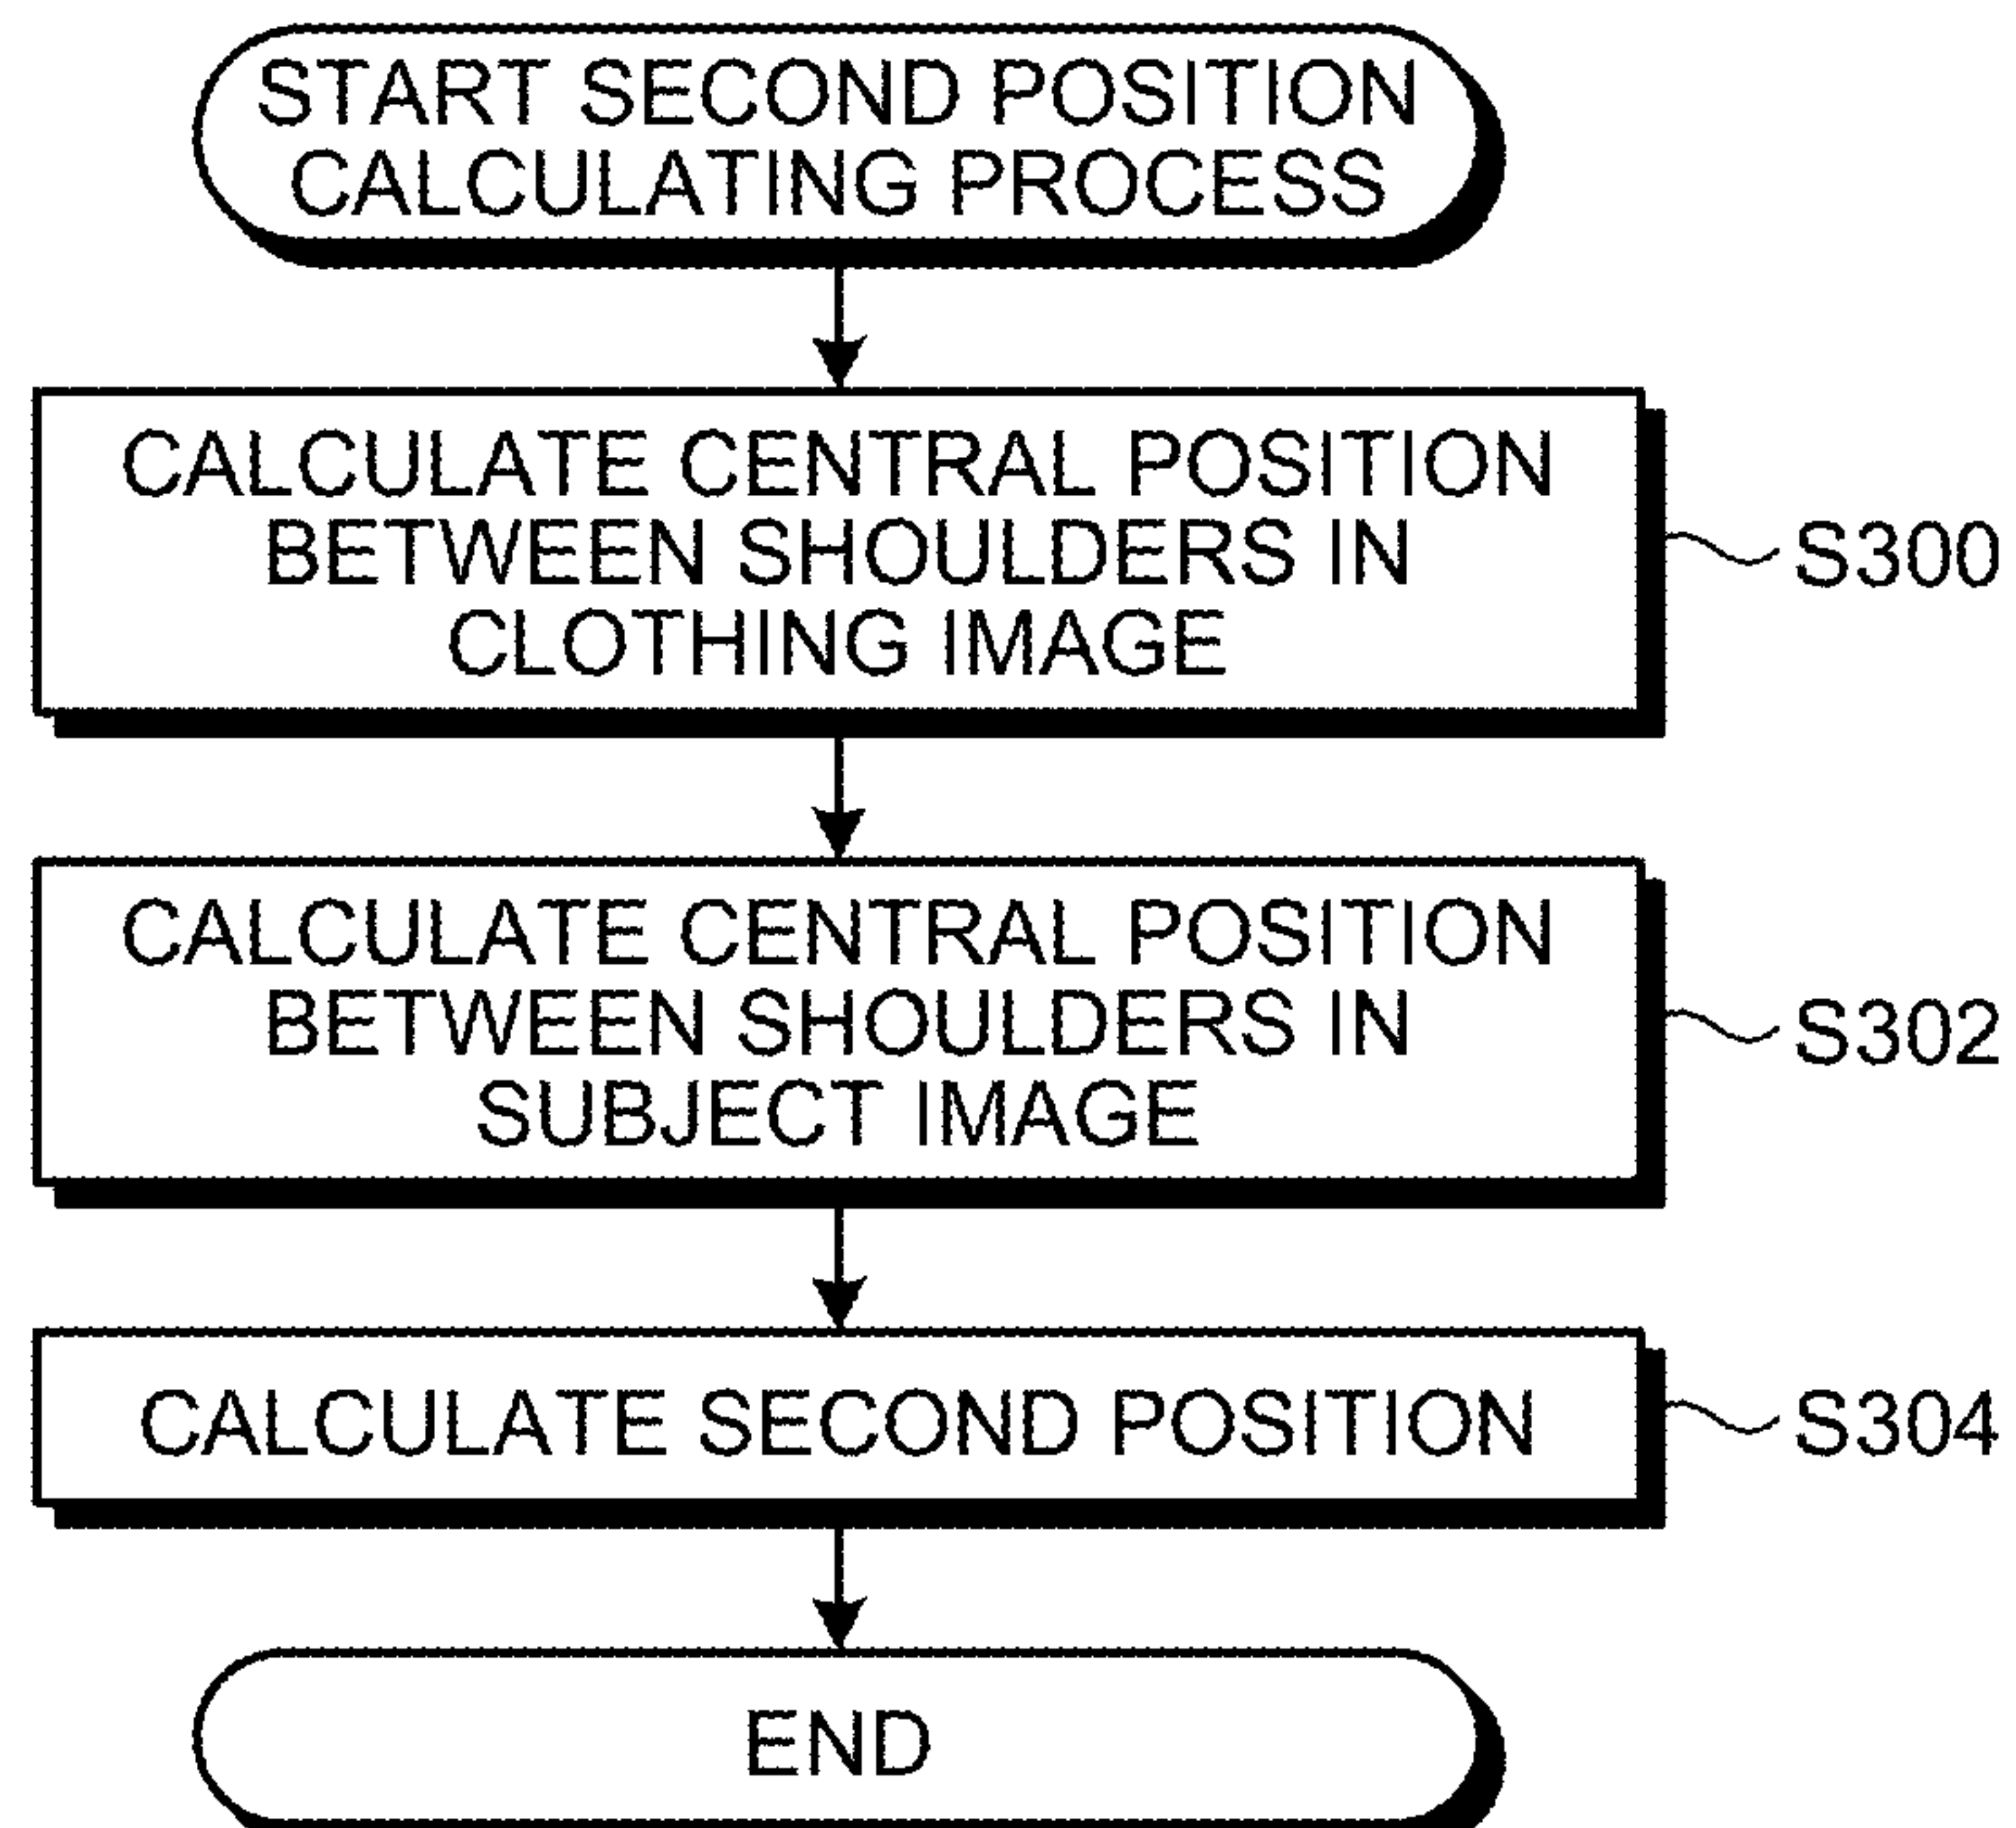 START SECOND POSITION
CALCULATING PROCESS
CALCULATE CENTRAL POSITION
BETWEEN SHOULDERS IN
CLOTHING IMAGE
S300
CALCULATE CENTRAL POSITION
BETWEEN SHOULDERS IN
SUBJECT IMAGE
S302
CALCULATE SECOND POSITION
S304
END